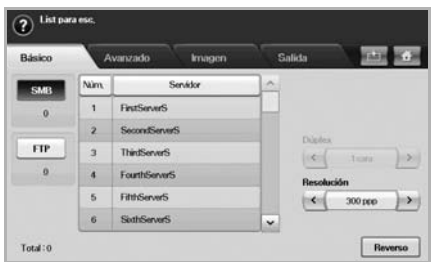 List para esc.
Básico
Avanzado
Imagen
Salida
SMB
0
FTP
0
Núm. Servidor
1 FirstServerS
2 SecondServerS
3 ThirdServerS
4 FourthServerS
5 FifthServerS
6 SixthServerS
Dúplex
1 cara
Resolución
300 ppp
Total : 0
Reverso